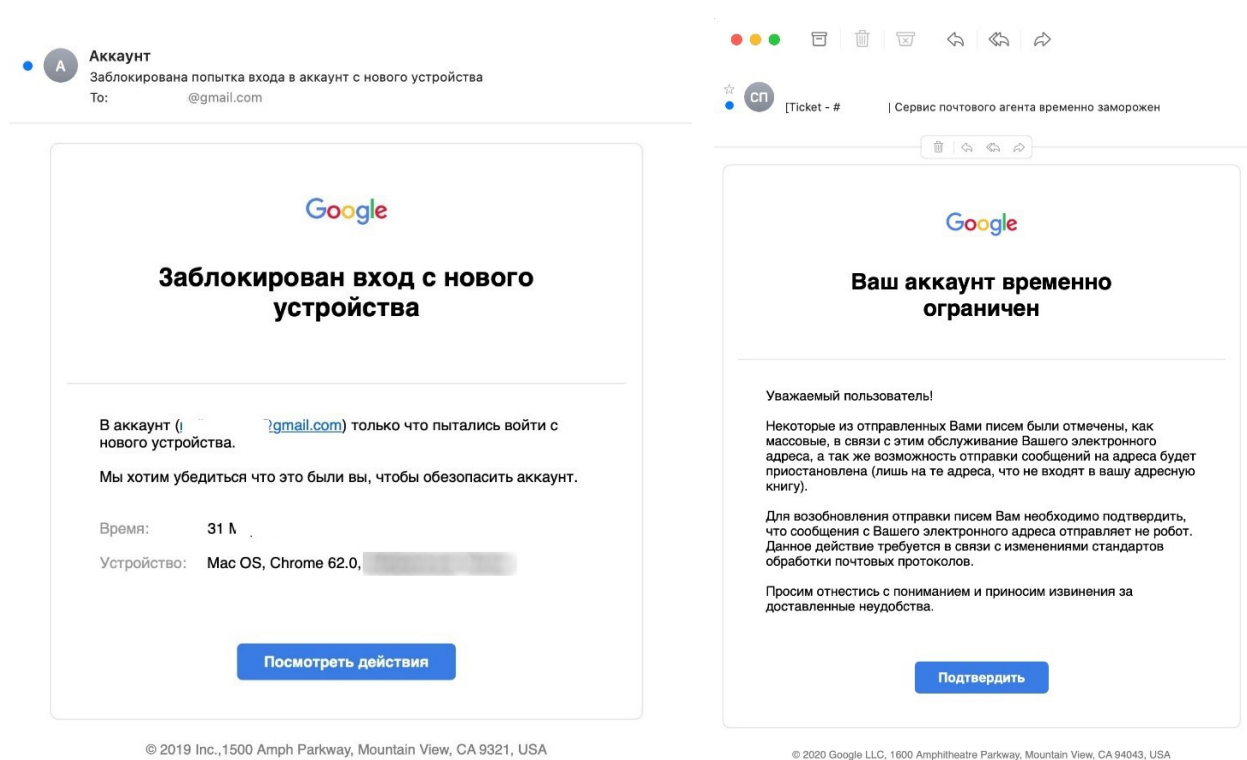 Аккаунт
А
Заблокирована попытка входа в аккаунт с нового устройства
To: @gmail.com
Google
Заблокирован вход с нового
устройства
В аккаунт ( @gmail.com) только что пытались войти с
нового устройства.
Мы хотим убедиться что это были вы, чтобы обезопасить аккаунт.
Время: 31
Устройство: Mac OS, Chrome 62.0,
Посмотреть действия
© 2019 Inc.,1500 Amph Parkway, Mountain View, CA 9321, USA
СП
[Ticket - # | Сервис почтового агента временно заморожен
Google
Ваш аккаунт временно
ограничен
Уважаемый пользователь!
Некоторые из отправленных Вами писем были отмечены, как
массовые, в связи с этим обслуживание Вашего электронного
адреса, а так же возможность отправки сообщений на адреса будет
приостановлена (лишь на те адреса, что не входят в вашу адресную
книгу).
Для возобновления отправки писем Вам необходимо подтвердить,
что сообщения с Вашего электронного адреса отправляет не робот.
Данное действие требуется в связи с изменениями стандартов
обработки почтовых протоколов.
Просим отнестись с пониманием и приносим извинения за
доставленные неудобства.
Подтвердить
© 2020 Google LLC, 1600 Amphitheatre Parkway, Mountain View, CA 94043, USA